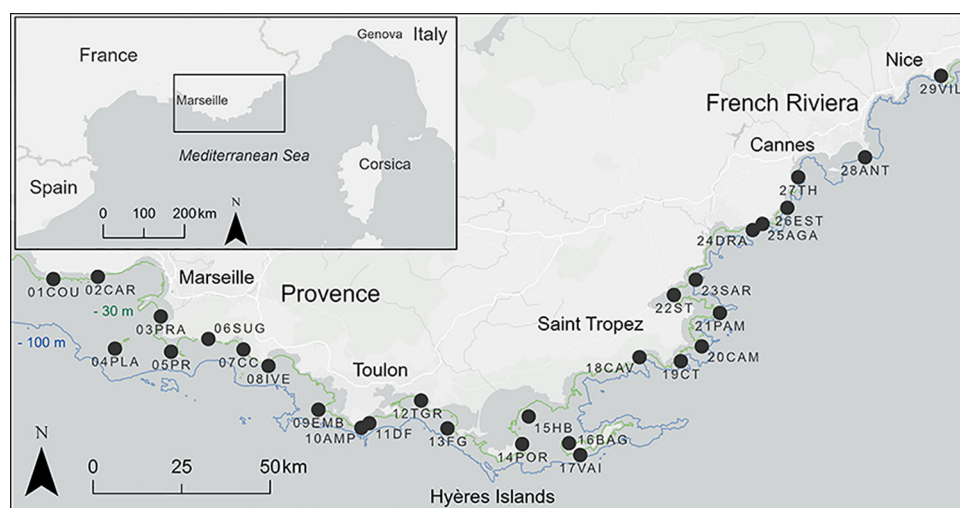 Genova
Italy
France
Marseille
Mediterranean Sea
Corsica
Spain
0 100 200 km
N
Nice
29VIL
French Riviera
Cannes
28ANT
27TH
26EST
25AGA
24DRA
01COU
02CAR
Marseille
Provence
- 30 m
03PRA
06SUG
- 100 m
04PLA
05PR
07CC
08IVE
Saint Tropez
23SAR
22ST
21PAM
20CAM
19CT
18CAV
Toulon
09EMB
10AMP
11DF
12TGR
13FG
14POR
15HB
16BAG
17VAI
N
0 25 50 km
Hyères Islands